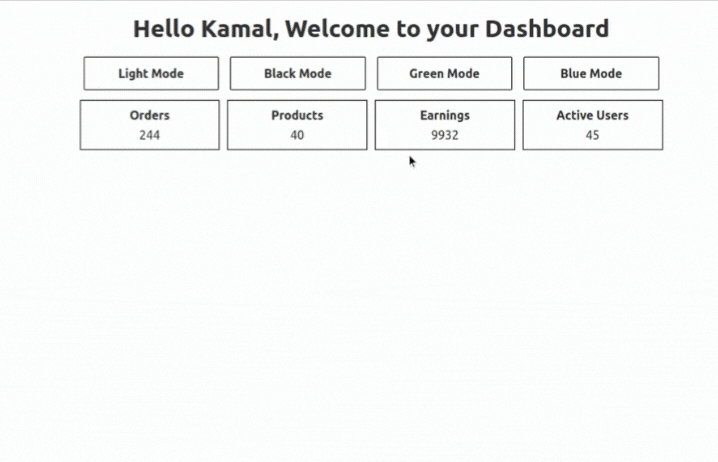 Hello Kamal, Welcome to your Dashboard
Light Mode Black Mode Green Mode Blue Mode
Orders Products Earnings Active Users
244 40 9932 45